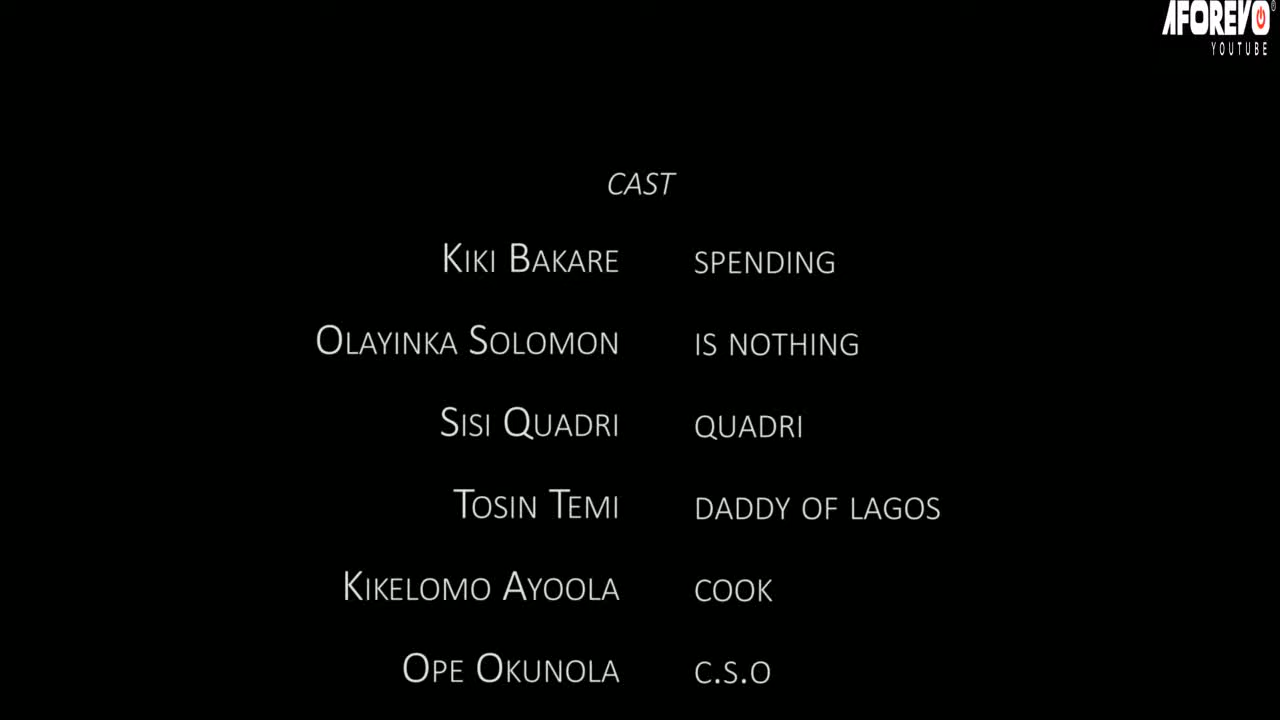 AFOREVO
YOUTUBE
CAST
KIKI BAKARE SPENDING
OLAYINKA SOLOMON IS NOTHING
SISI QUADRI QUADRI
TOSIN TEMI DADDY OF LAGOS
KIKELOMO AYOOLA COOK
OPE OKUNOLA C.S.O